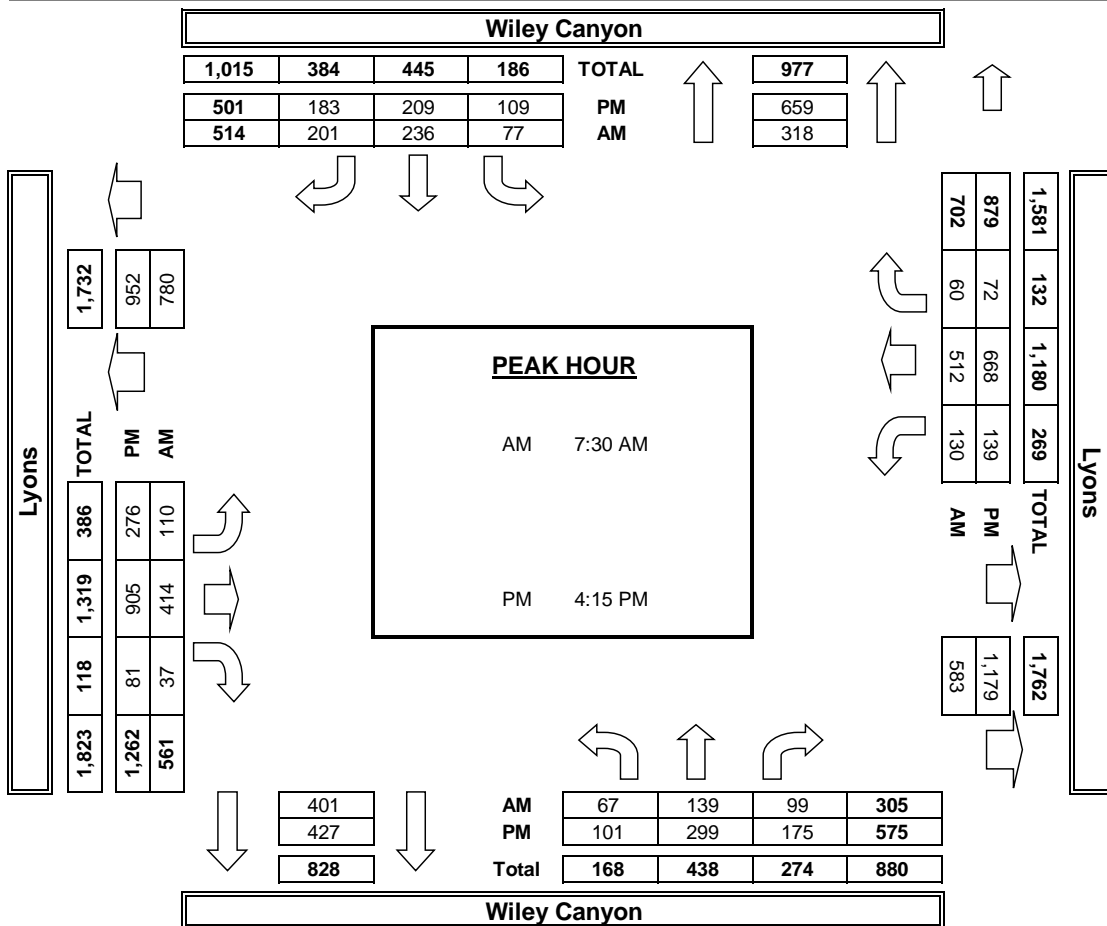 Wiley Canyon
1,015 384 445 186 TOTAL 977
501 183 209 109 PM 659
514 201 236 77 AM 318
Lyons
1,732
952
780
TOTAL 386 1,319 118 1,823
PM 276 905 81 1,262
AM 110 414 37 561
PEAK HOUR
AM 7:30 AM
PM 4:15 PM
1,581 132 1,180 269 TOTAL
879 72 668 139 PM
702 60 512 130 AM
1,762
1,179
583
Lyons
401 AM 67 139 99 305
427 PM 101 299 175 575
828 Total 168 438 274 880
Wiley Canyon